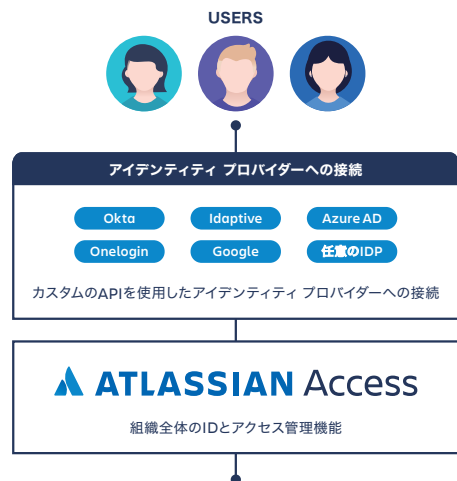 USERS
アイデンティティ プロバイダーへの接続
Okta Idaptive Azure AD
Onelogin Google 任意のIDP
カスタムのAPIを使用したアイデンティティ プロバイダーへの接続
ATLASSIAN Access
組織全体のIDとアクセス管理機能